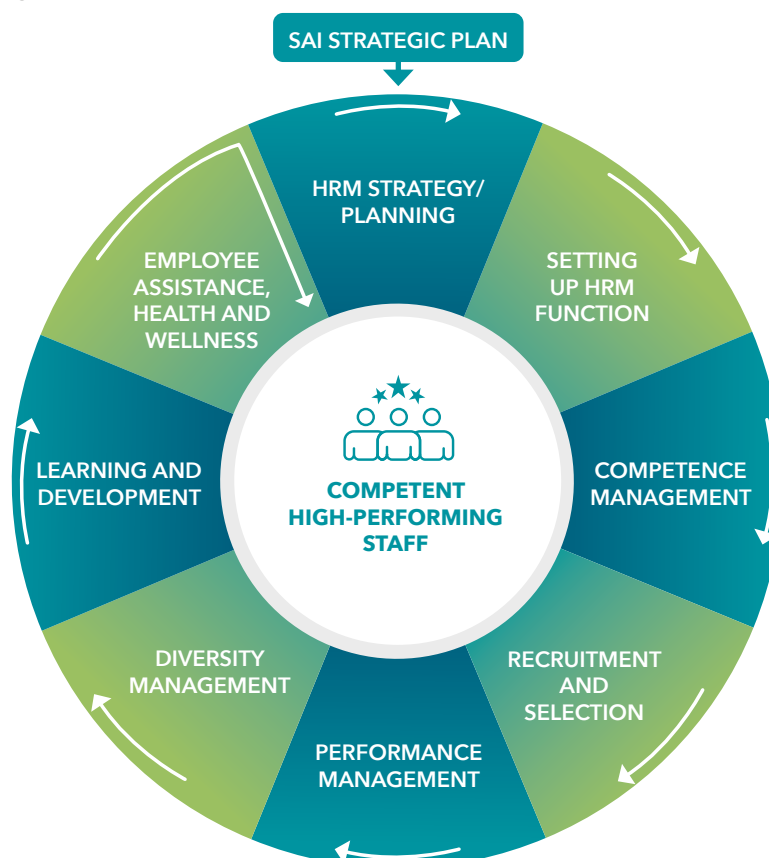 SAI STRATEGIC PLAN
HRM STRATEGY/
PLANNING
SETTING
UP HRM
FUNCTION
COMPETENCE
MANAGEMENT
RECRUITMENT
AND
SELECTION
PERFORMANCE
MANAGEMENT
DIVERSITY
MANAGEMENT
LEARNING AND
DEVELOPMENT
EMPLOYEE
ASSISTANCE,
HEALTH AND
WELLNESS
COMPETENT
HIGH-PERFORMING
STAFF